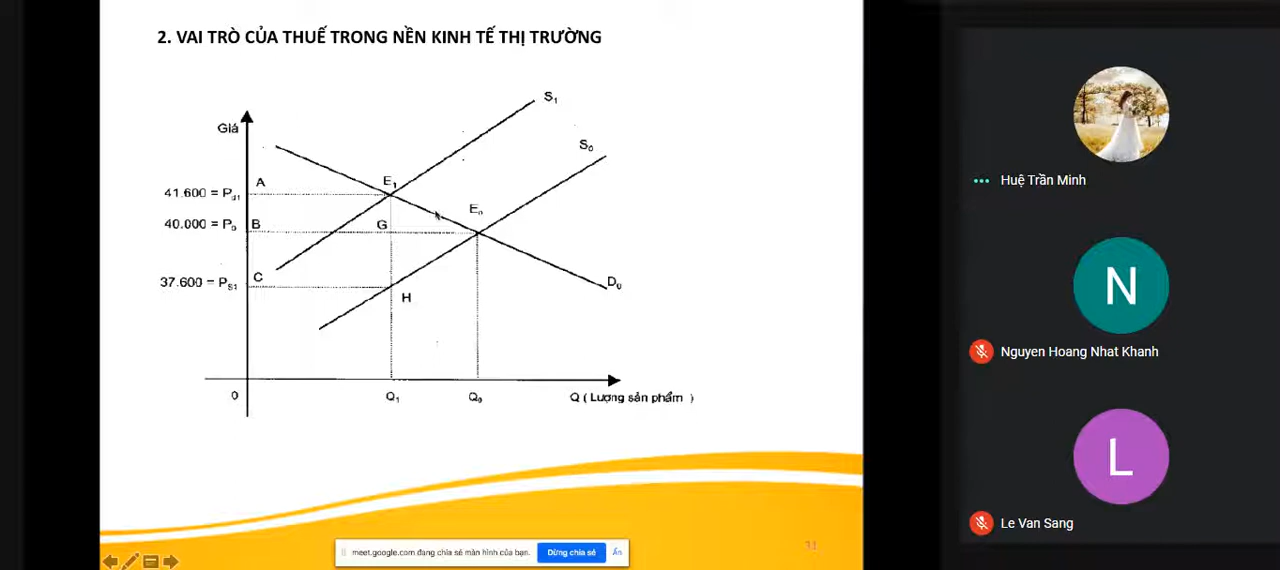 2. VAI TRÒ CỦA THUẾ TRONG NỀN KINH TẾ THỊ TRƯỜNG
S1
Giá
S0
A
E1
41.600 = Pd1
E0
40.000 = P0
B
G
C
37.600 = PS1
D0
H
0
Q1
Q0
Q ( Lượng sản phẩm )
meet.google.com đang chia sẻ màn hình của bạn.
Dừng chia sẻ
Ẩn
31
Huệ Trần Minh
N
Nguyen Hoang Nhat Khanh
L
Le Van Sang